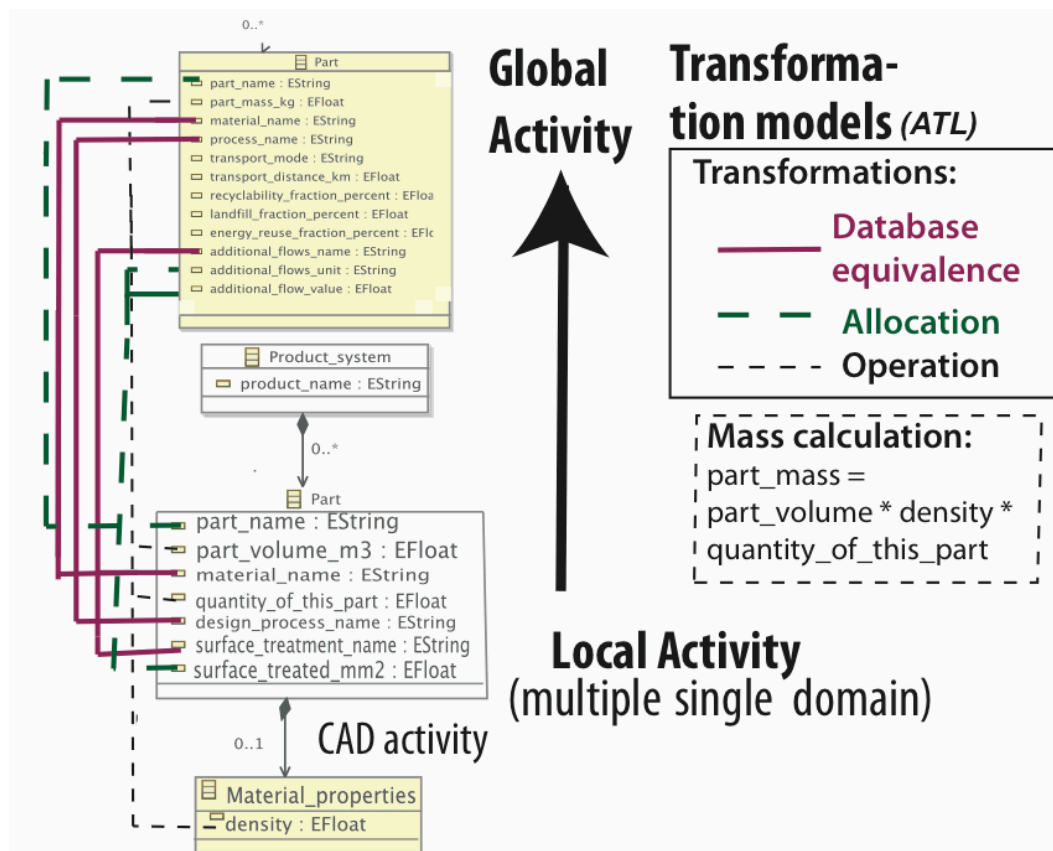 0..*
Part
part_name : EString
part_mass_kg : EFloat
material_name : EString
process_name : EString
transport_mode : EString
transport_distance_km : EFloat
recyclability_fraction_percent : EFloa
landfill_fraction_percent : EFloat
energy_reuse_fraction_percent : EFlo
additional_flows_name : EString
additional_flows_unit : EString
additional_flow_value : EFloat
Product_system
product_name : EString
0..*
Part
part_name : EString
part_volume_m3 : EFloat
material_name : EString
quantity_of_this_part : EFloat
design_process_name : EString
surface_treatment_name : EString
surface_treated_mm2 : EFloat
0..1
CAD activity
Material_properties
density : EFloat
Global
Activity
Local Activity
(multiple single domain)
Transforma-
tion models (ATL)
Transformations:
Database
equivalence
Allocation
Operation
Mass calculation:
part_mass =
part_volume * density *
quantity_of_this_part